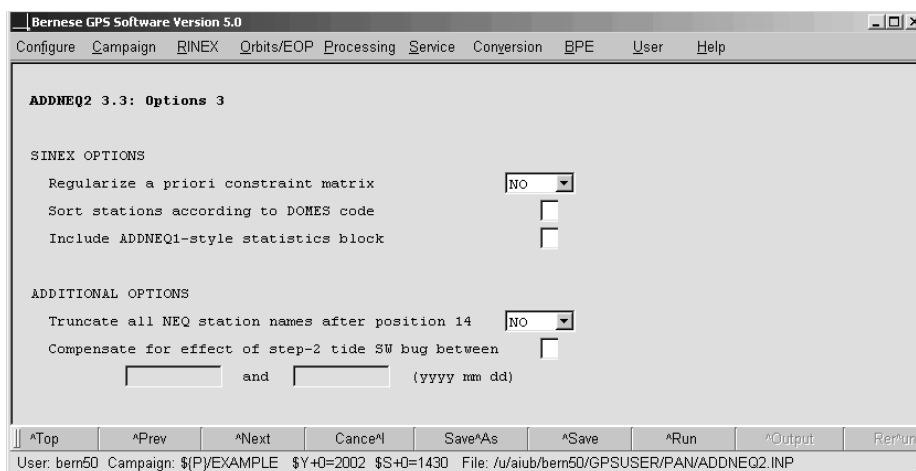 Bernese GPS Software Version 5.0
Configure Campaign RINEX Orbits/EOP Processing Service Conversion BPE User Help
ADDNEQ2 3.3: Options 3
SINEX OPTIONS
Regularize a priori constraint matrix NO
Sort stations according to DOMES code
Include ADDNEQ1-style statistics block
ADDITIONAL OPTIONS
Truncate all NEQ station names after position 14 NO
Compensate for effect of step-2 tide SW bug between
and (yyyy mm dd)
^Top ^Prev ^Next Cance^l Save^As ^Save ^Run ^Output Rer^un
User: bern50 Campaign: ${P}/EXAMPLE $Y+0=2002 $S+0=1430 File: /u/aiub/bern50/GPSUSER/PAN/ADDNEQ2.INP